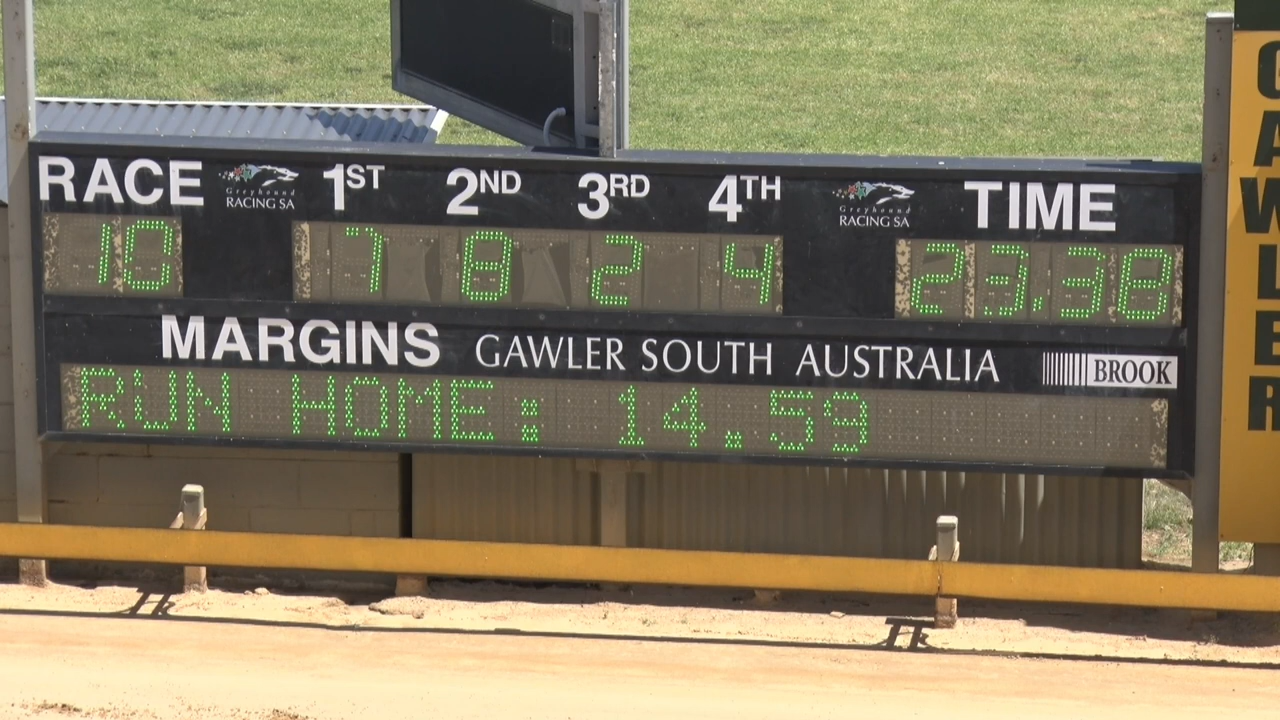 RACE Greyhound RACING SA 1ST 2ND 3RD 4TH Greyhound RACING SA TIME
10 7 8 2 4 23.38
MARGINS GAWLER SOUTH AUSTRALIA BROOK
RUN HOME: 14.59
GAWLER